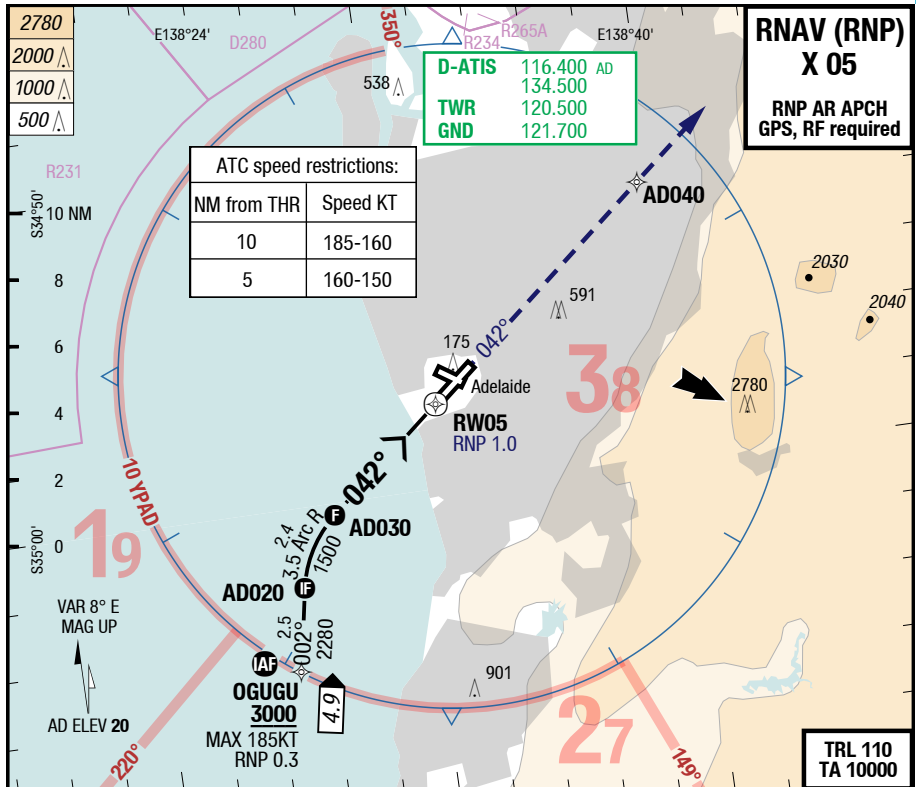 2780
2000
1000
500
E138°24'
D280
350°
R265A
R234
E138°40'
538
D-ATIS 116.400 AD
134.500
TWR 120.500
GND 121.700
RNAV (RNP)
X 05
RNP AR APCH
GPS, RF required
R231
ATC speed restrictions:
NM from THR Speed KT
10 185-160
5 160-150
S34°50'
10 NM
8
6
4
2
0
S35°00'
AD040
2030
2040
591
175
042°
Adelaide
38
2780
RW05
RNP 1.0
10 YPAD
19
042°
2.4
3.5 Arc R
1500
F
AD030
AD020
IF
2.5
002°
2280
VAR 8° E
MAG UP
AD ELEV 20
IAF
OGUGU
3000
MAX 185KT
RNP 0.3
4.9
901
27
220°
149°
TRL 110
TA 10000